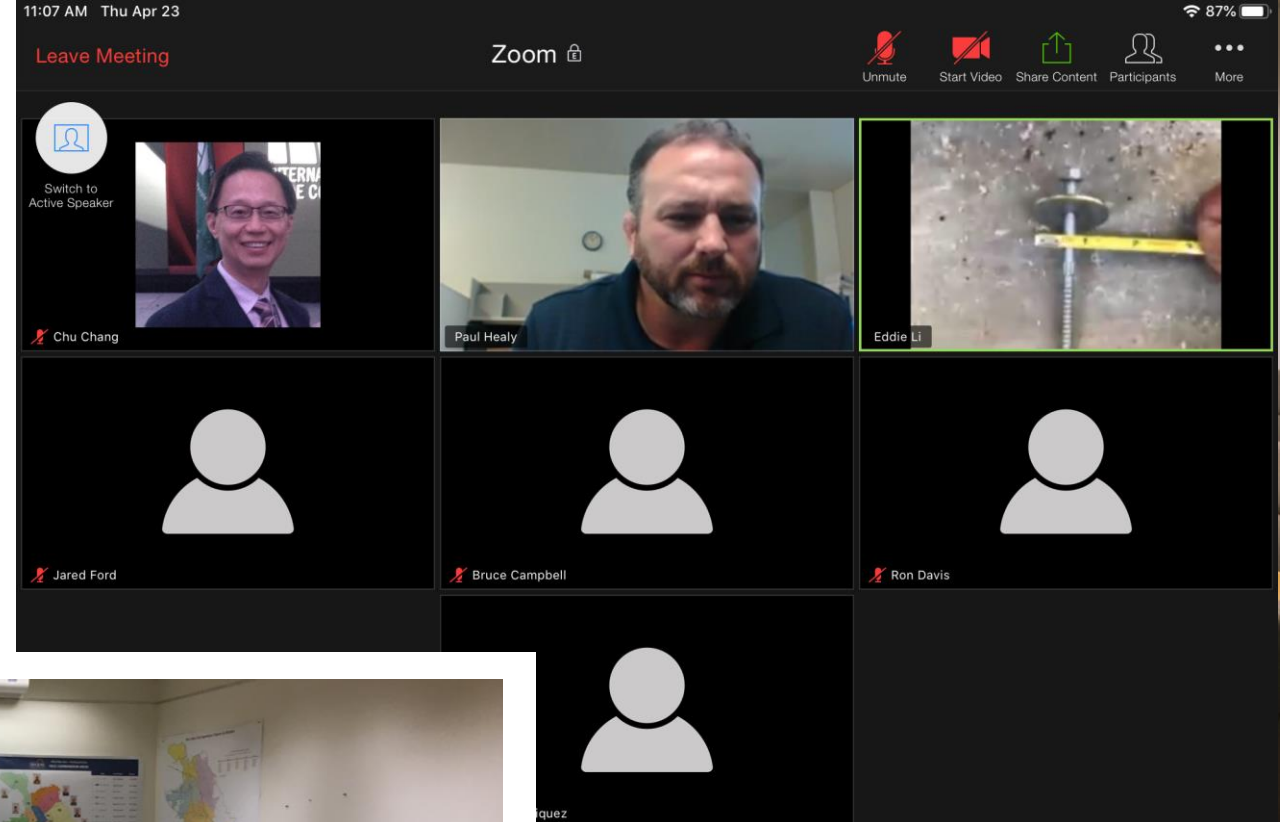 11:07 AM Thu Apr 23
87%
Leave Meeting
Zoom
Unmute
Start Video
Share Content
Participants
More
Switch to
Active Speaker
Chu Chang
Paul Healy
Eddie Li
Jared Ford
Bruce Campbell
Ron Davis